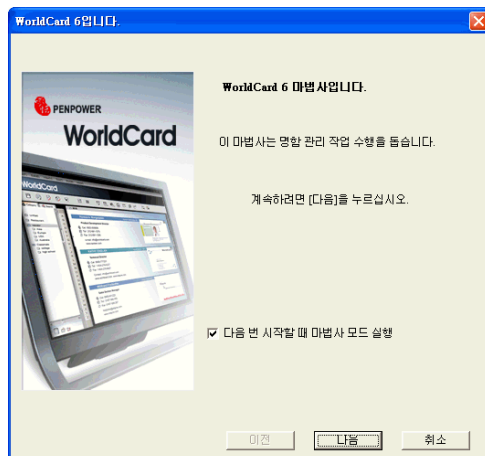 WorldCard 6입니다.
PENPOWER
WorldCard
WorldCard
WorldCard 6 마법사입니다.
이 마법사는 명함 관리 작업 수행을 돕습니다.
계속하려면 [다음]을 누르십시오.
다음 번 시작할 때 마법사 모드 실행
이전
다음
취소